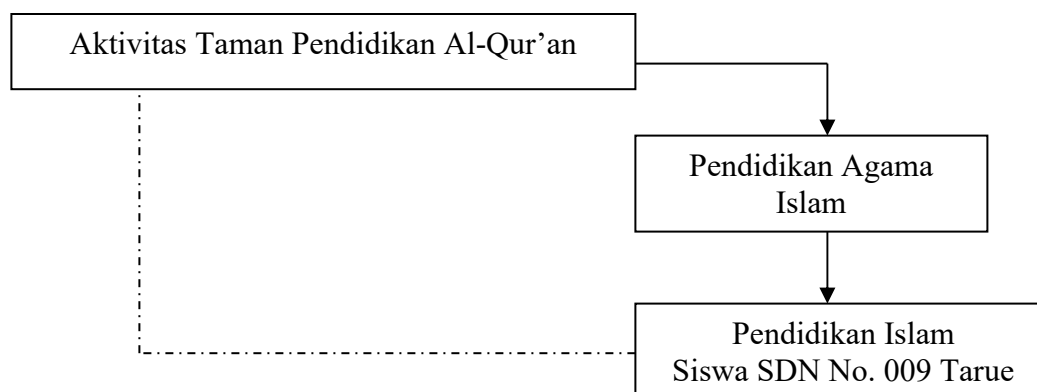 Aktivitas Taman Pendidikan Al-Qur’an
Pendidikan Agama
Islam
Pendidikan Islam
Siswa SDN No. 009 Tarue